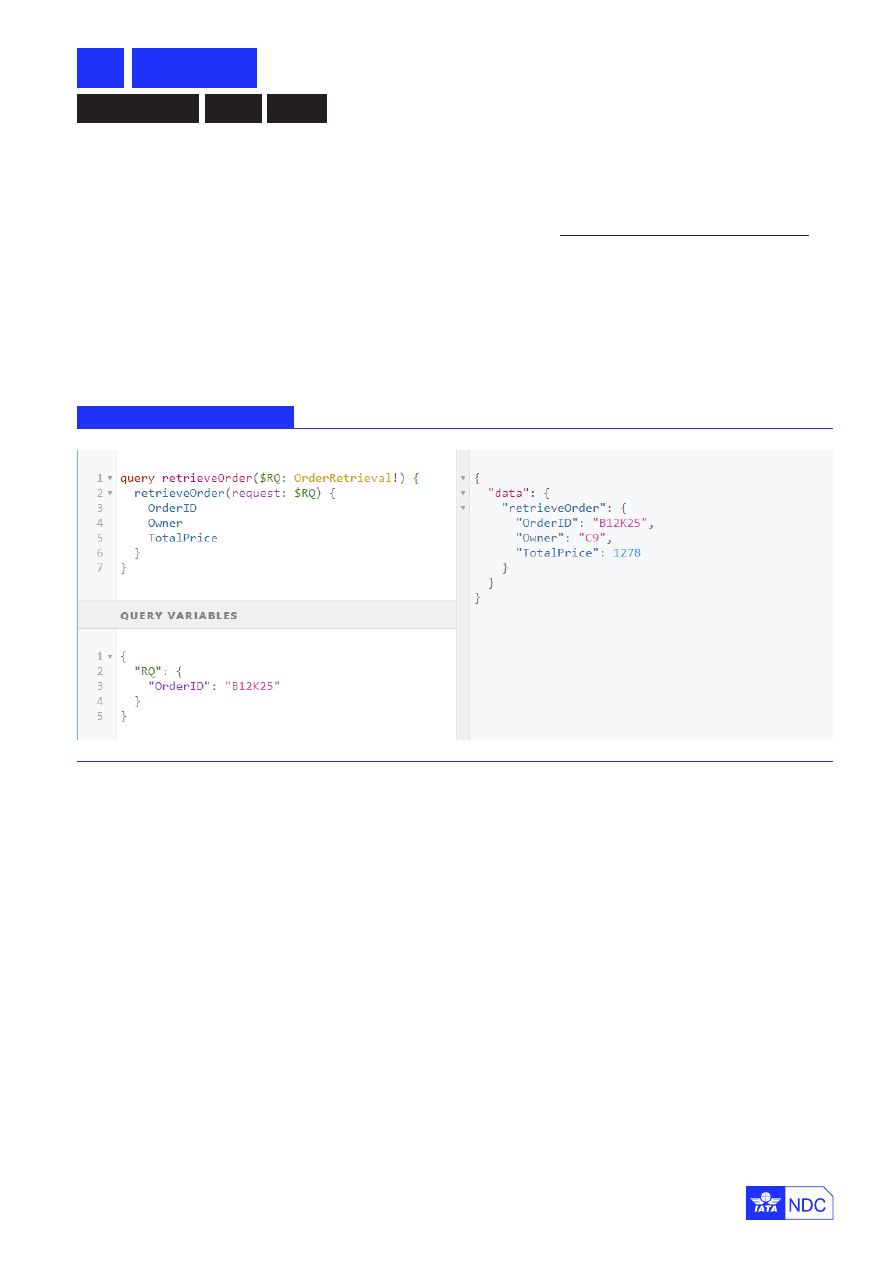 1 query retrieveOrder($RQ: OrderRetrieval!) {
2 retrieveOrder(request: $RQ) {
3 OrderID
4 Owner
5 TotalPrice
6 }
7 }
QUERY VARIABLES
1 {
2 "RQ": {
3 "OrderID": "B12K25"
4 }
5 }
{
"data": {
"retrieveOrder": {
"OrderID": "B12K25",
"Owner": "C9",
"TotalPrice": 1278
}
}
}
IATA NDC